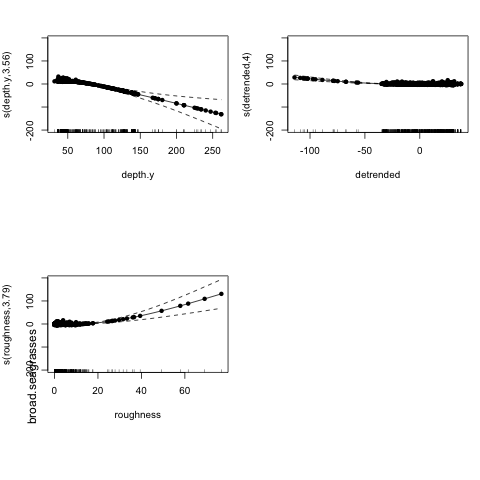 s(depth.y,3.56)
-200 0 100
50 100 150 200 250
depth.y
s(detrended,4)
-200 0 100
-100 -50 0
detrended
s(roughness,3.79)
broad.seagrasses
-200 0 100
0 20 40 60
roughness